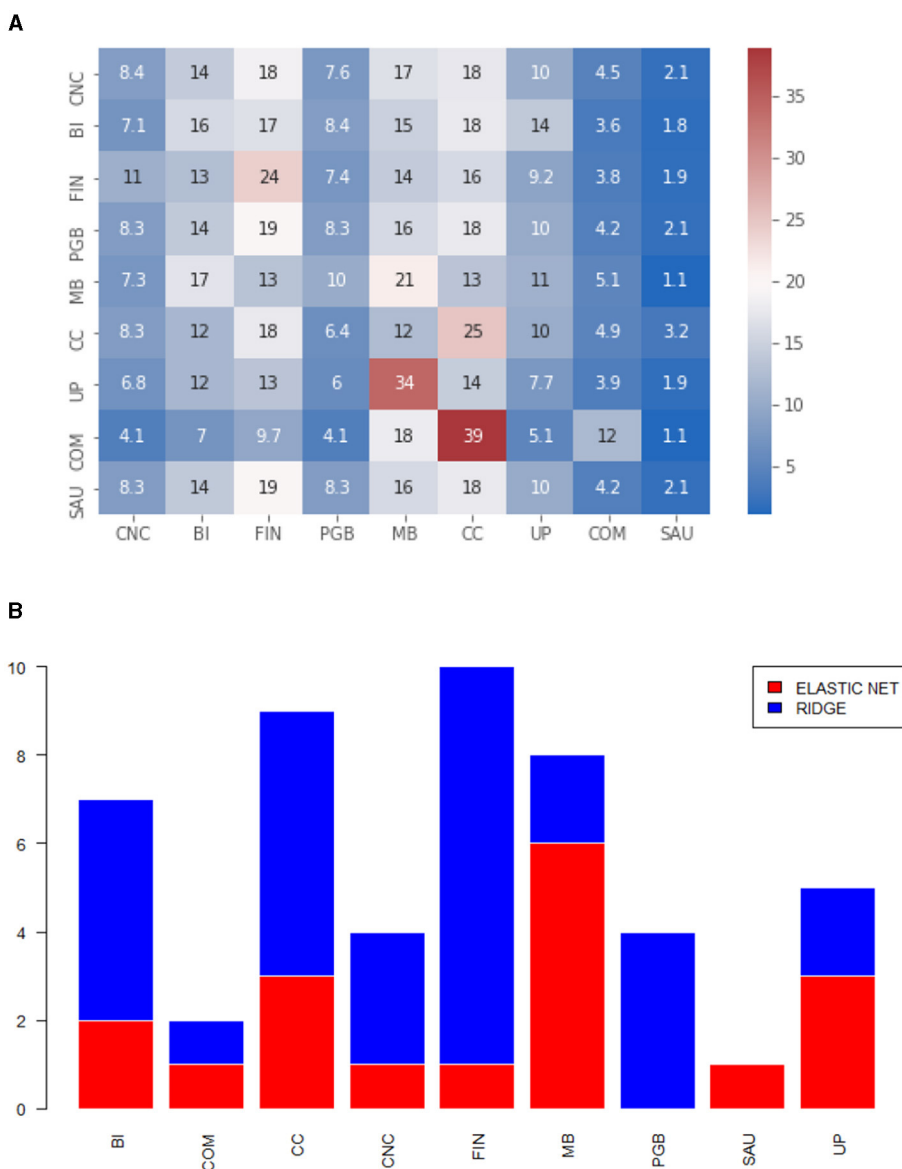 A
8.4 14 18 7.6 17 18 10 4.5 2.1
7.1 16 17 8.4 15 18 14 3.6 1.8
11 13 24 7.4 14 16 9.2 3.8 1.9
8.3 14 19 8.3 16 18 10 4.2 2.1
7.3 17 13 10 21 13 11 5.1 1.1
8.3 12 18 6.4 12 25 10 4.9 3.2
6.8 12 13 6 34 14 7.7 3.9 1.9
4.1 7 9.7 4.1 18 39 5.1 12 1.1
8.3 14 19 8.3 16 18 10 4.2 2.1
CNC
BI
FIN
PGB
MB
CC
UP
COM
SAU
CNC BI FIN PGB MB CC UP COM SAU
35
30
25
20
15
10
5
B
10
8
6
4
2
0
ELASTIC NET
RIDGE
BI COM CC CNC FIN MB PGB SAU UP